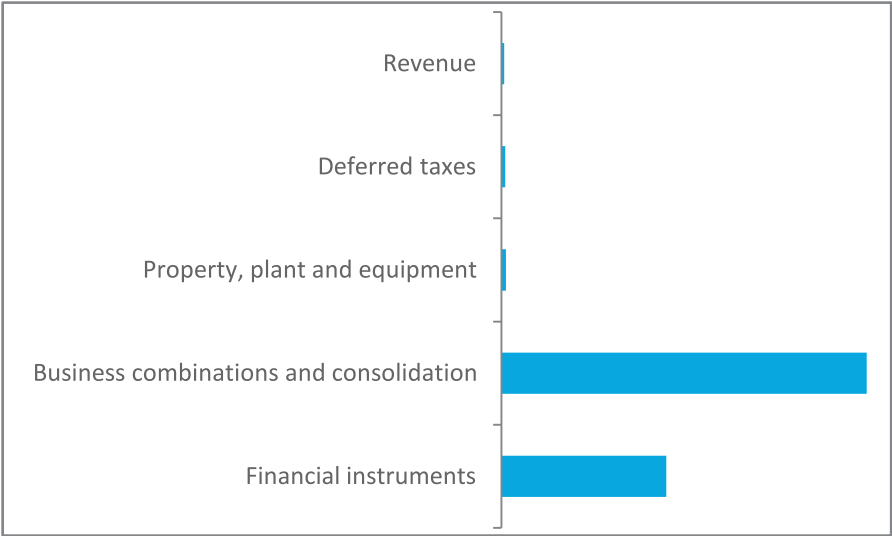 Revenue
Deferred taxes
Property, plant and equipment
Business combinations and consolidation
Financial instruments